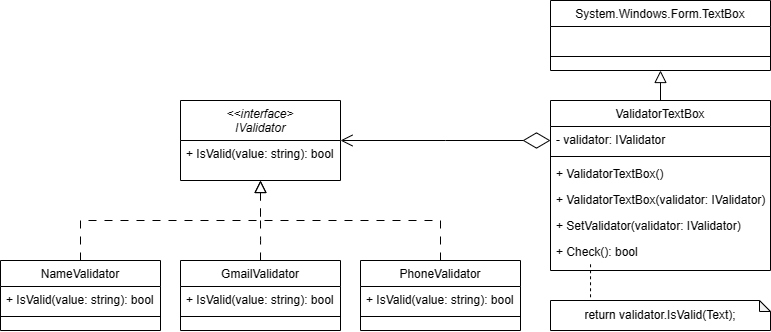 System.Windows.Form.TextBox
<<interface>>
IValidator
+ IsValid(value: string): bool
ValidatorTextBox
- validator: IValidator
+ ValidatorTextBox()
+ ValidatorTextBox(validator: IValidator)
+ SetValidator(validator: IValidator)
+ Check(): bool
NameValidator
+ IsValid(value: string): bool
GmailValidator
+ IsValid(value: string): bool
PhoneValidator
+ IsValid(value: string): bool
return validator.IsValid(Text);